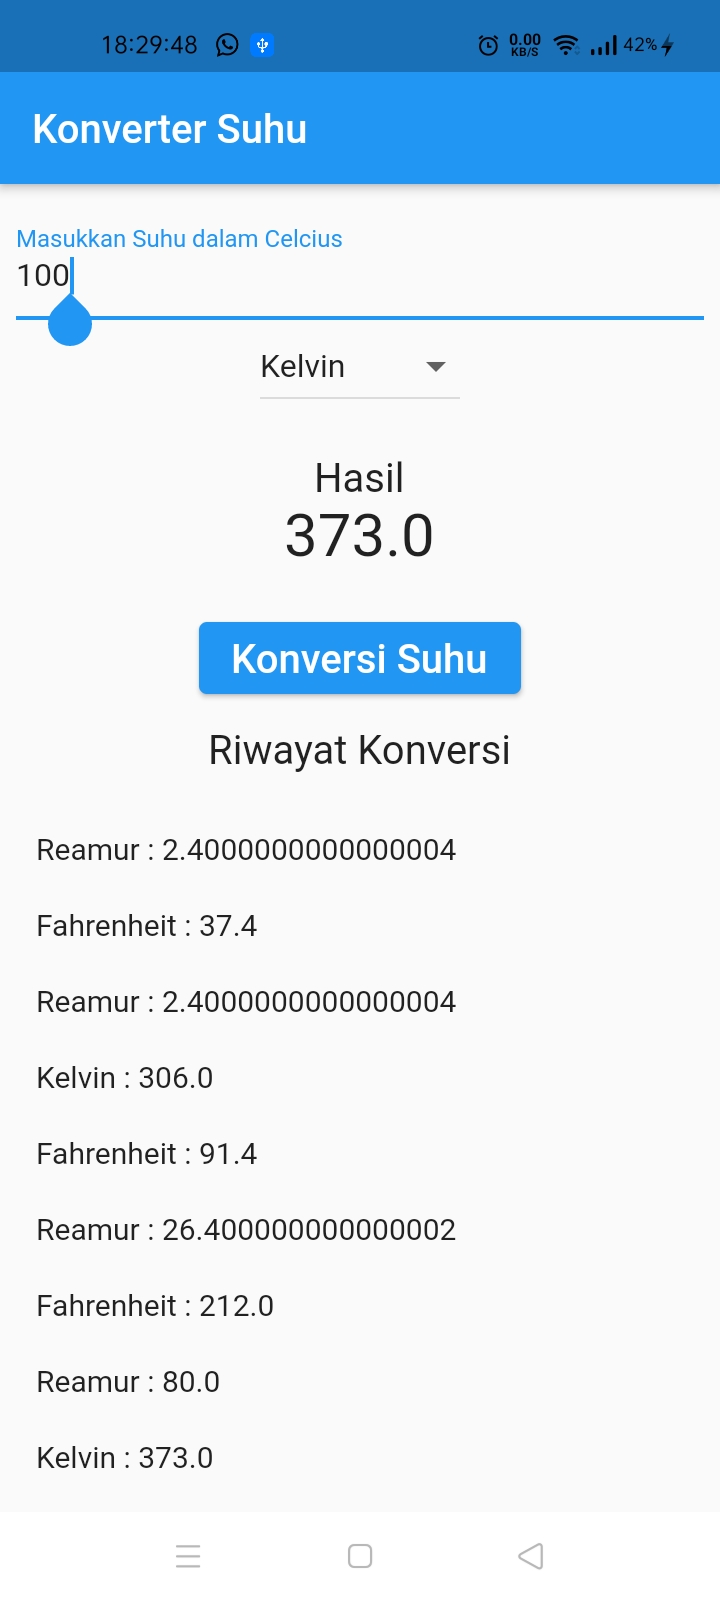 18:29:48 0.00 KB/S 42%
Konverter Suhu
Masukkan Suhu dalam Celcius
100
Kelvin
Hasil
373.0
Konversi Suhu
Riwayat Konversi
Reamur : 2.4000000000000004
Fahrenheit : 37.4
Reamur : 2.4000000000000004
Kelvin : 306.0
Fahrenheit : 91.4
Reamur : 26.400000000000002
Fahrenheit : 212.0
Reamur : 80.0
Kelvin : 373.0